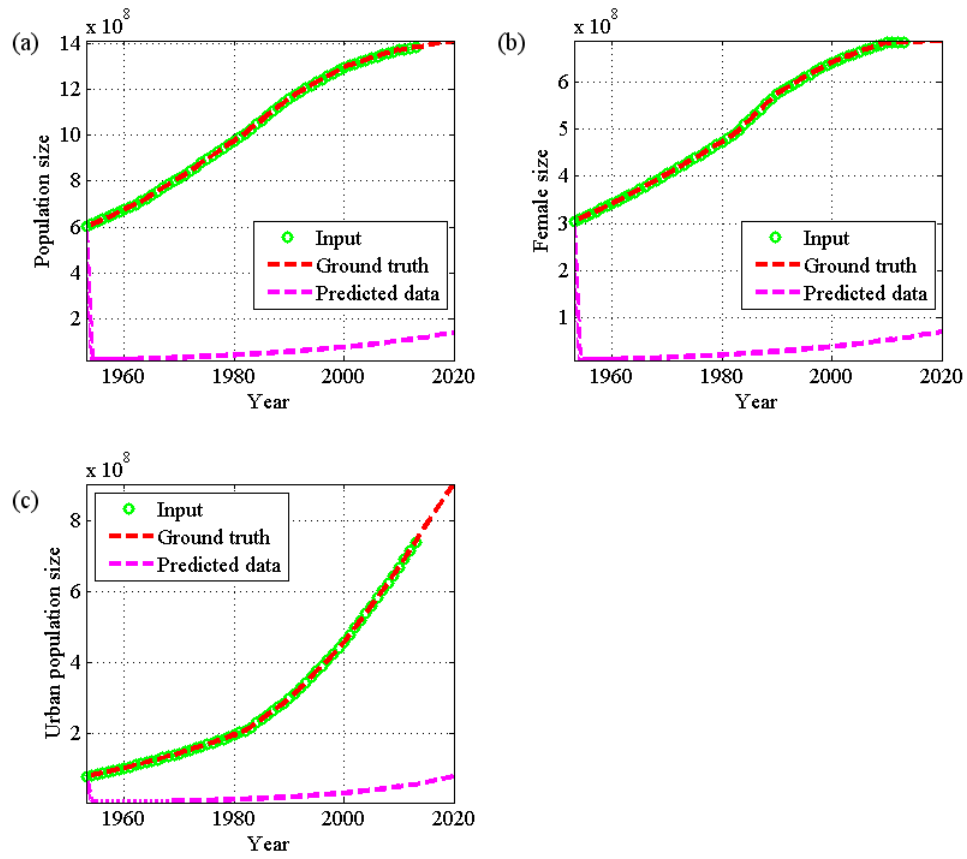 (a)
x 10^8
14
12
10
8
6
4
2
Population size
Input
Ground truth
Predicted data
1960 1980 2000 2020
Year
(b)
x 10^8
6
5
4
3
2
1
Female size
Input
Ground truth
Predicted data
1960 1980 2000 2020
Year
(c)
x 10^8
8
6
4
2
Urban population size
Input
Ground truth
Predicted data
1960 1980 2000 2020
Year